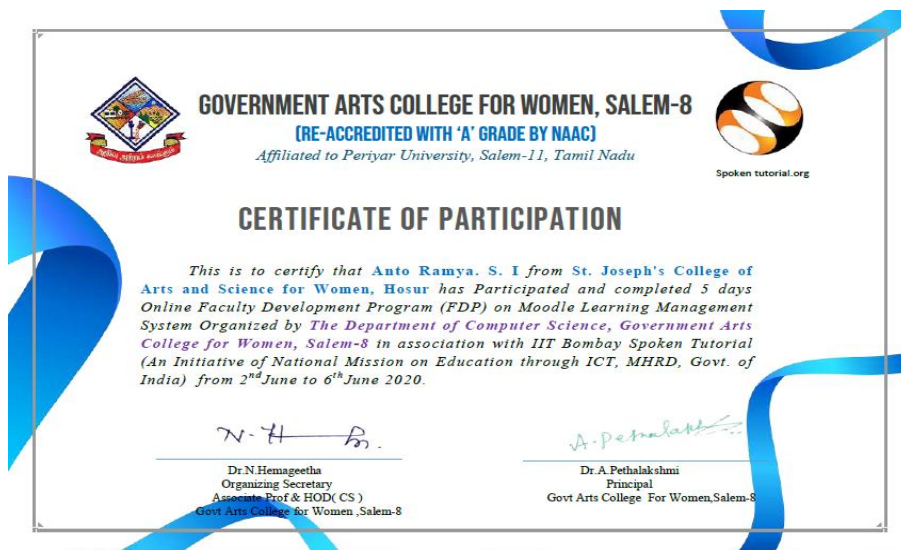 GOVERNMENT ARTS COLLEGE FOR WOMEN, SALEM-8
(RE-ACCREDITED WITH ‘A’ GRADE BY NAAC)
Affiliated to Periyar University, Salem-11, Tamil Nadu
Spoken tutorial.org
CERTIFICATE OF PARTICIPATION
This is to certify that Anto Ramya. S. I from St. Joseph's College of
Arts and Science for Women, Hosur has Participated and completed 5 days
Online Faculty Development Program (FDP) on Moodle Learning Management
System Organized by The Department of Computer Science, Government Arts
College for Women, Salem-8 in association with IIT Bombay Spoken Tutorial
(An Initiative of National Mission on Education through ICT, MHRD, Govt. of
India) from 2nd June to 6th June 2020.
A. Pethalaksh
Dr.N.Hemageetha
Organizing Secretary
Associate Prof & HOD( CS )
Govt Arts College for Women ,Salem-8
Dr.A.Pethalakshmi
Principal
Govt Arts College For Women,Salem-8